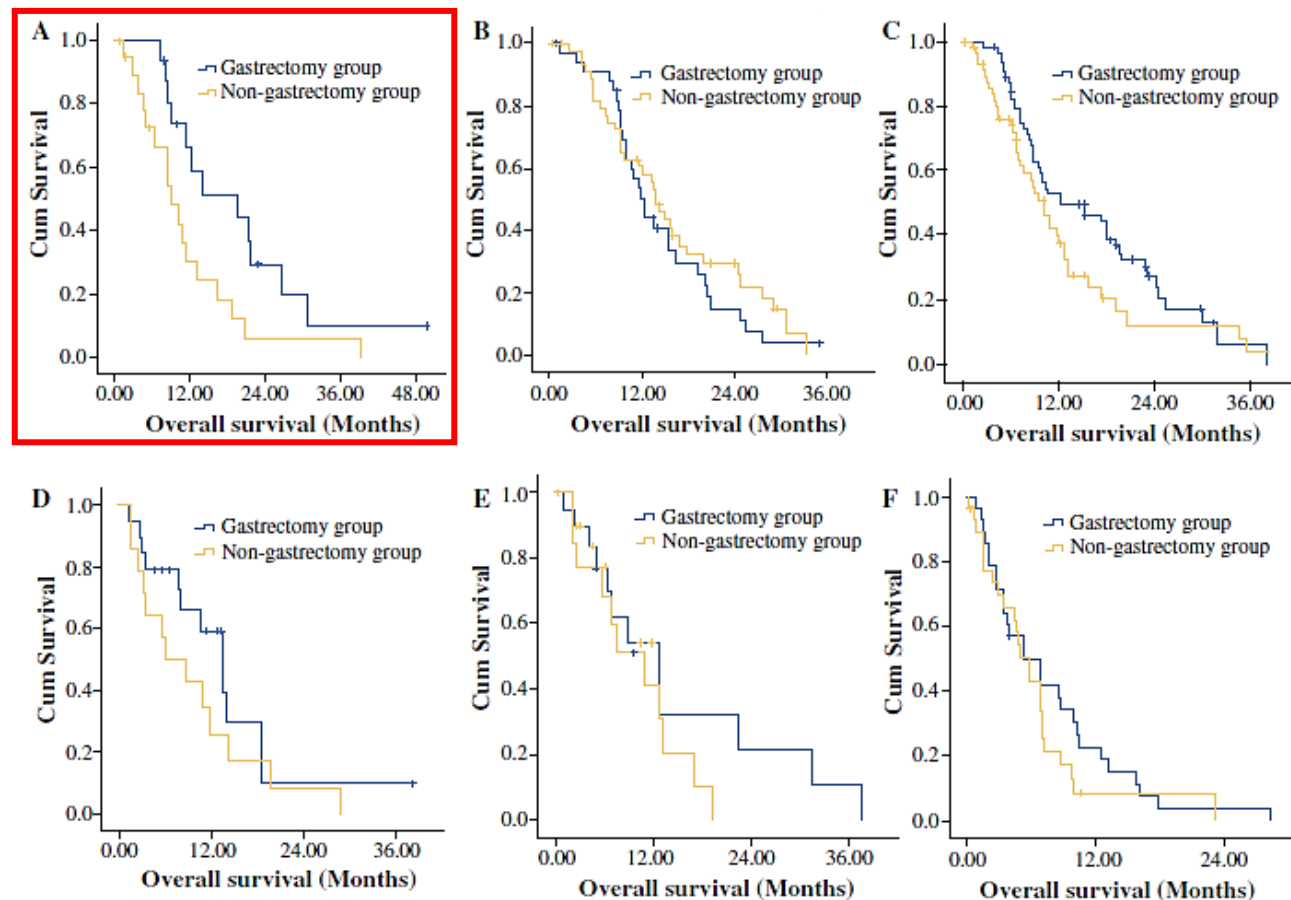 A
1.0
0.8
0.6
0.4
0.2
0.0
Cum Survival
Gastrectomy group
Non-gastrectomy group
0.00 12.00 24.00 36.00 48.00
Overall survival (Months)
B
1.0
0.8
0.6
0.4
0.2
0.0
Cum Survival
Gastrectomy group
Non-gastrectomy group
0.00 12.00 24.00 36.00
Overall survival (Months)
C
1.0
0.8
0.6
0.4
0.2
0.0
Cum Survival
Gastrectomy group
Non-gastrectomy group
0.00 12.00 24.00 36.00
Overall survival (Months)
D
1.0
0.8
0.6
0.4
0.2
0.0
Cum Survival
Gastrectomy group
Non-gastrectomy group
0.00 12.00 24.00 36.00
Overall survival (Months)
E
1.0
0.8
0.6
0.4
0.2
0.0
Cum Survival
Gastrectomy group
Non-gastrectomy group
0.00 12.00 24.00 36.00
Overall survival (Months)
F
1.0
0.8
0.6
0.4
0.2
0.0
Cum Survival
Gastrectomy group
Non-gastrectomy group
0.00 12.00 24.00
Overall survival (Months)